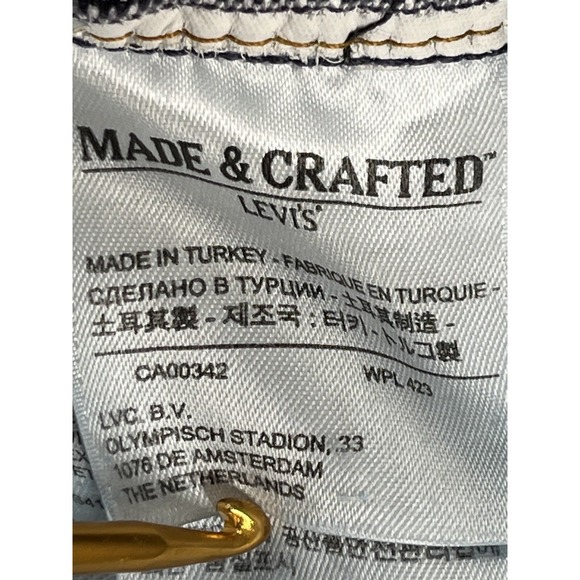 MADE & CRAFTED™
LEVI'S®
MADE IN TURKEY - FABRIQUE EN TURQUIE -
СДЕЛАНО В ТУРЦИИ - 土耳其製造 -
土耳其製 - 제조국 : 터키 - トルコ製
CA00342 WPL 423
LVC. B.V.
OLYMPISCH STADION, 33
1076 DE AMSTERDAM
THE NETHERLANDS